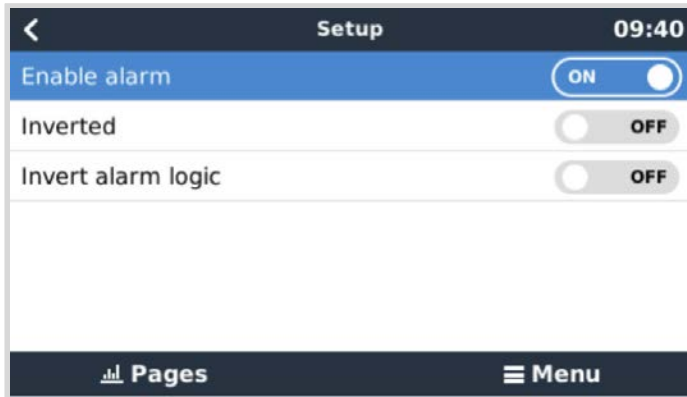 Setup 09:40
Enable alarm ON
Inverted OFF
Invert alarm logic OFF
Pages Menu